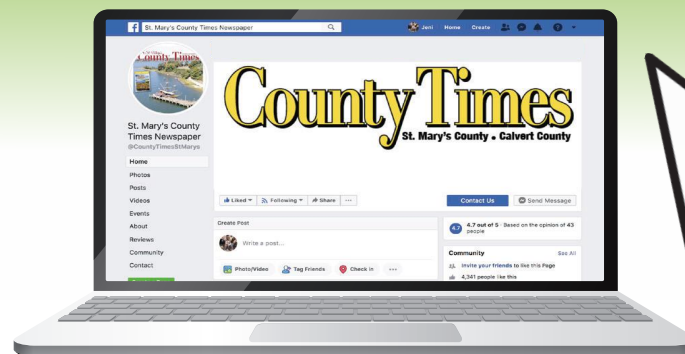 f St. Mary's County Times Newspaper
Jeni Home Create
County Times
St. Mary's County
Times Newspaper
@CountyTimesStMarys
Home
Photos
Posts
Videos
Events
About
Reviews
Community
Contact
County Times
St. Mary's County • Calvert County
Liked Following Share ...
Contact Us Send Message
Create Post
Write a post...
Photo/Video Tag Friends Check in ...
4.7 4.7 out of 5 · Based on the opinion of 43
people
Community See All
Invite your friends to like this Page
4,341 people like this